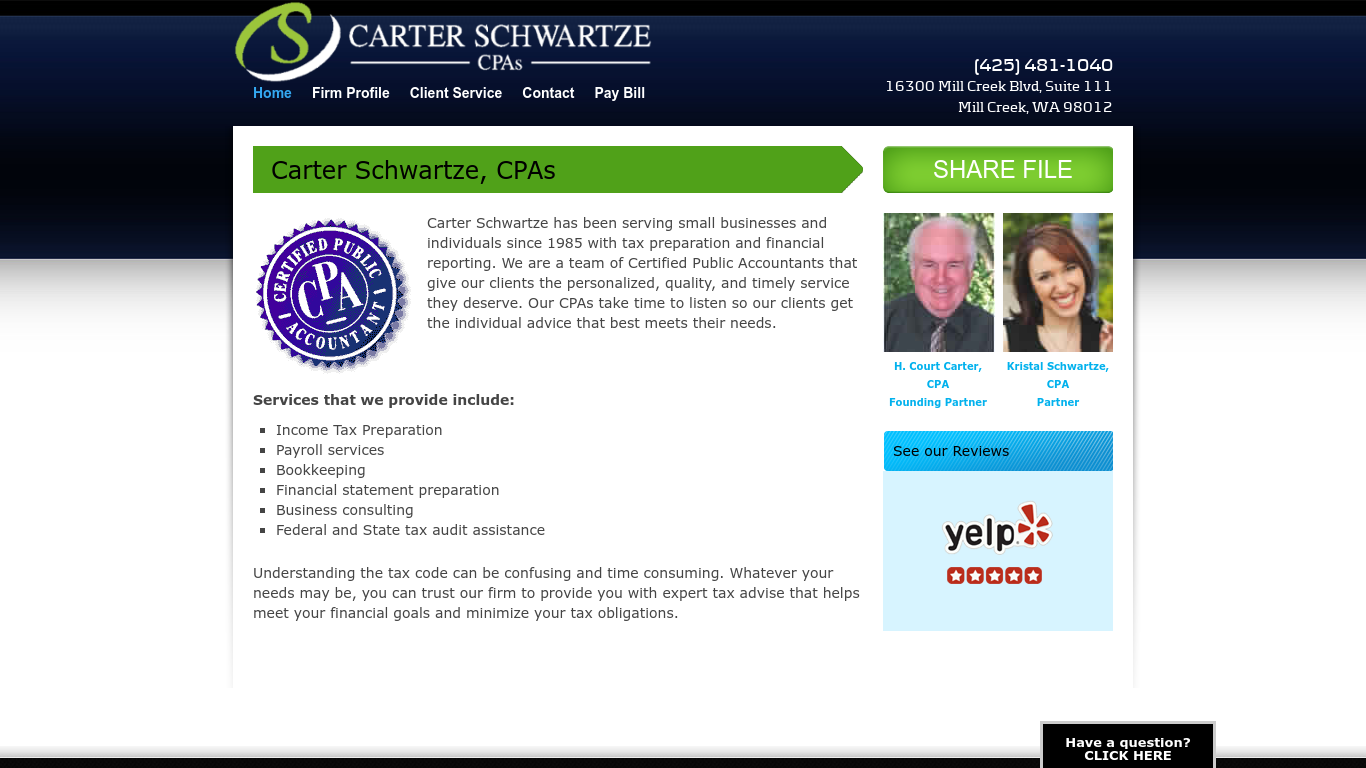 CARTER SCHWARTZE
CPAs
Home Firm Profile Client Service Contact Pay Bill
(425) 481-1040
16300 Mill Creek Blvd, Suite 111
Mill Creek, WA 98012
Carter Schwartze, CPAs
SHARE FILE
CERTIFIED PUBLIC
CPA
ACCOUNTANT
Carter Schwartze has been serving small businesses and
individuals since 1985 with tax preparation and financial
reporting. We are a team of Certified Public Accountants that
give our clients the personalized, quality, and timely service
they deserve. Our CPAs take time to listen so our clients get
the individual advice that best meets their needs.
Services that we provide include:
Income Tax Preparation
Payroll services
Bookkeeping
Financial statement preparation
Business consulting
Federal and State tax audit assistance
Understanding the tax code can be confusing and time consuming. Whatever your
needs may be, you can trust our firm to provide you with expert tax advise that helps
meet your financial goals and minimize your tax obligations.
H. Court Carter,
CPA
Founding Partner
Kristal Schwartze,
CPA
Partner
See our Reviews
yelp
Have a question?
CLICK HERE